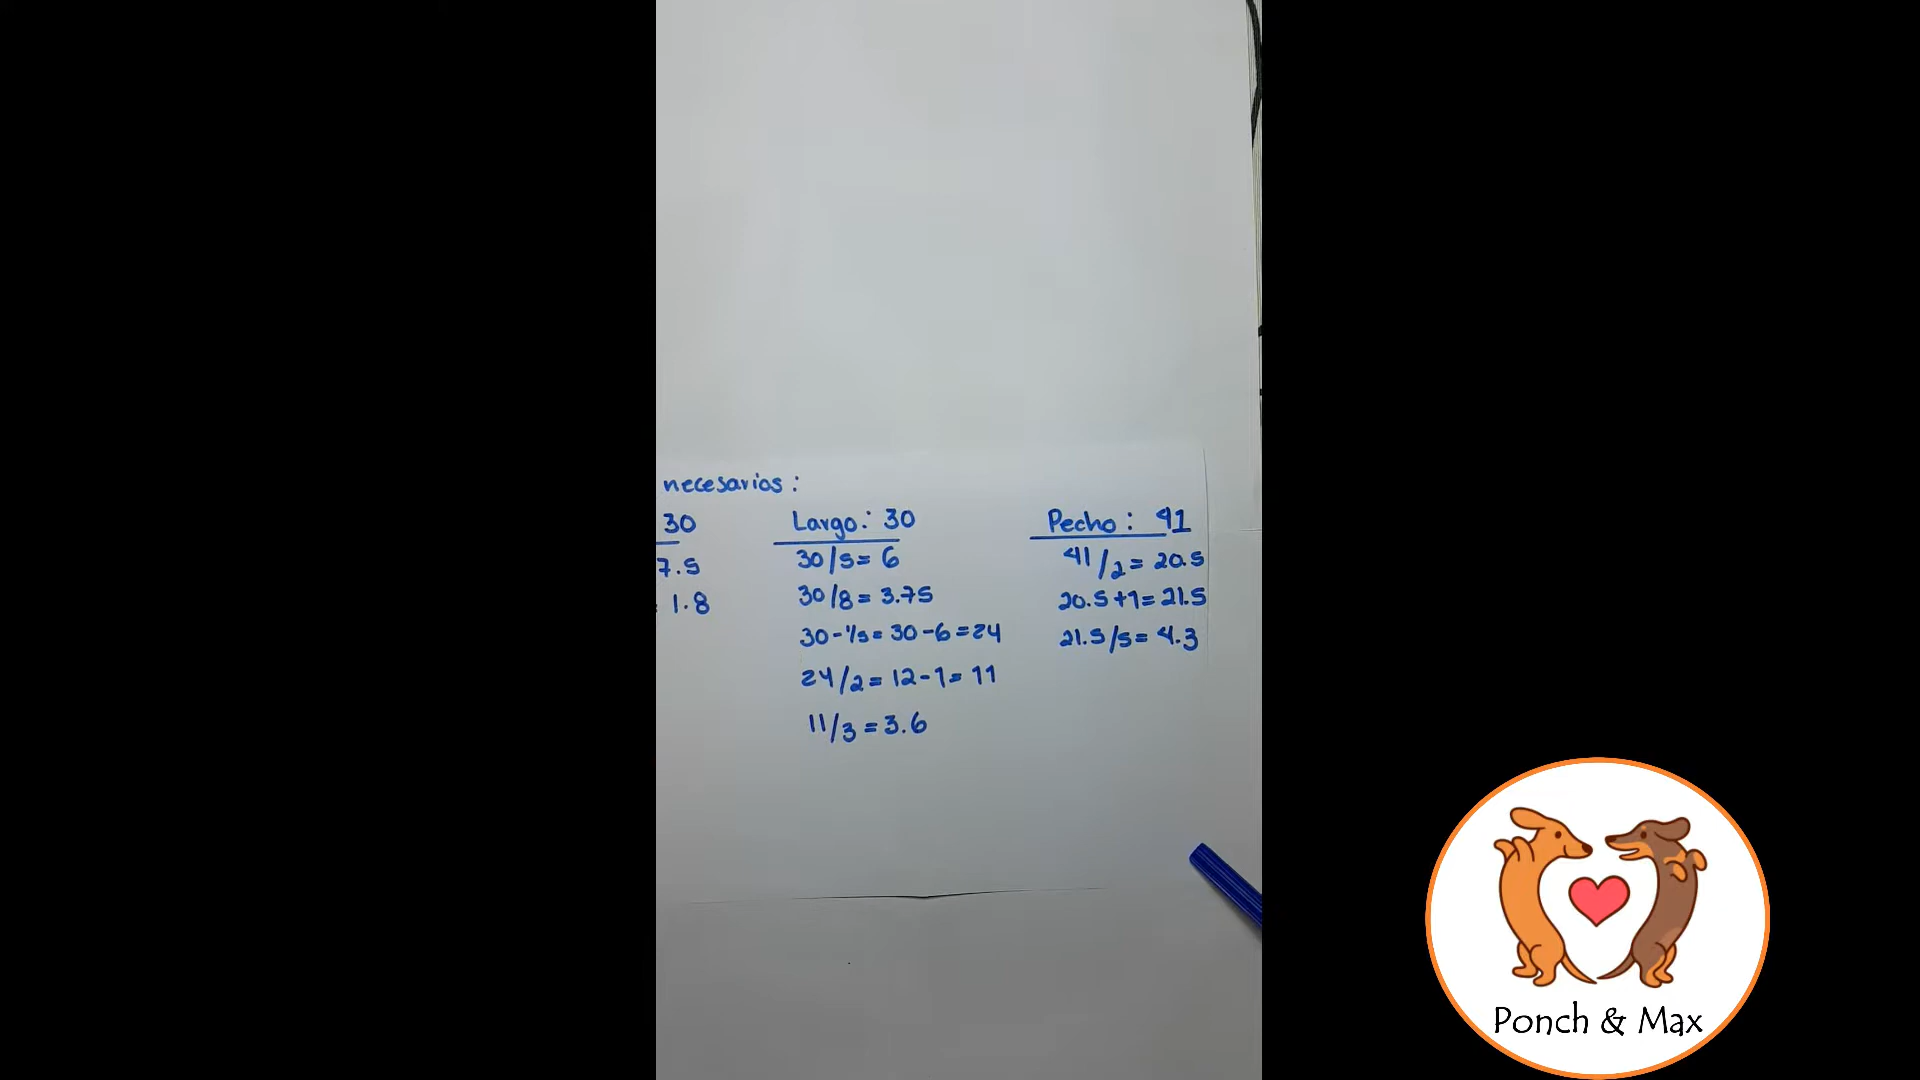 necesarios:
30
7.5
= 1.8
Largo: 30
30/5= 6
30/8= 3.75
30-1/5= 30-6=24
24/2= 12-1= 11
11/3=3.6
Pecho: 41
41/2= 20.5
20.5+1=21.5
21.5/5= 4.3
Ponch & Max